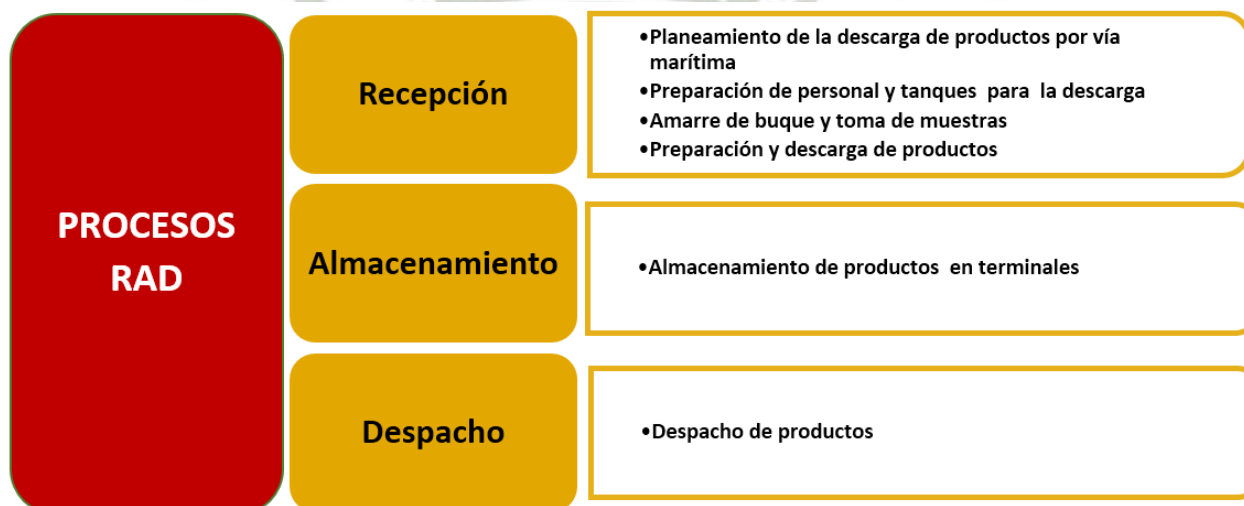 PROCESOS
RAD
Recepción
•Planeamiento de la descarga de productos por vía
marítima
•Preparación de personal y tanques para la descarga
•Amarre de buque y toma de muestras
•Preparación y descarga de productos
Almacenamiento
•Almacenamiento de productos en terminales
Despacho
•Despacho de productos